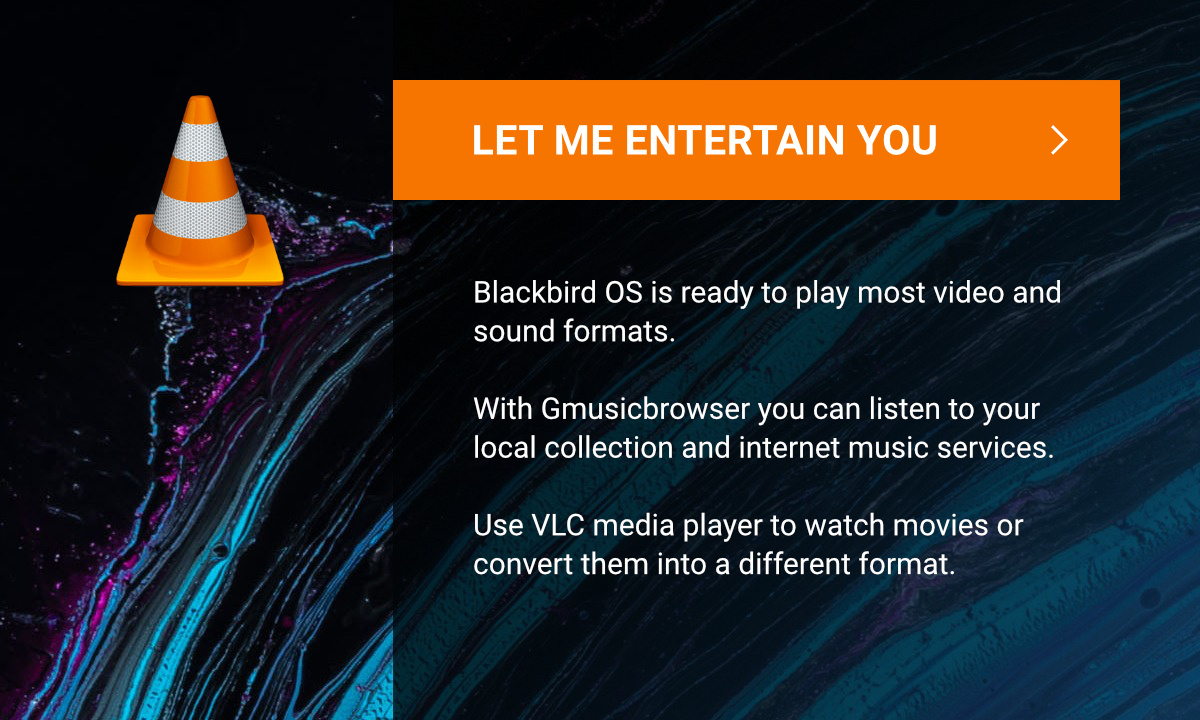 LET ME ENTERTAIN YOU
Blackbird OS is ready to play most video and
sound formats.
With Gmusicbrowser you can listen to your
local collection and internet music services.
Use VLC media player to watch movies or
convert them into a different format.